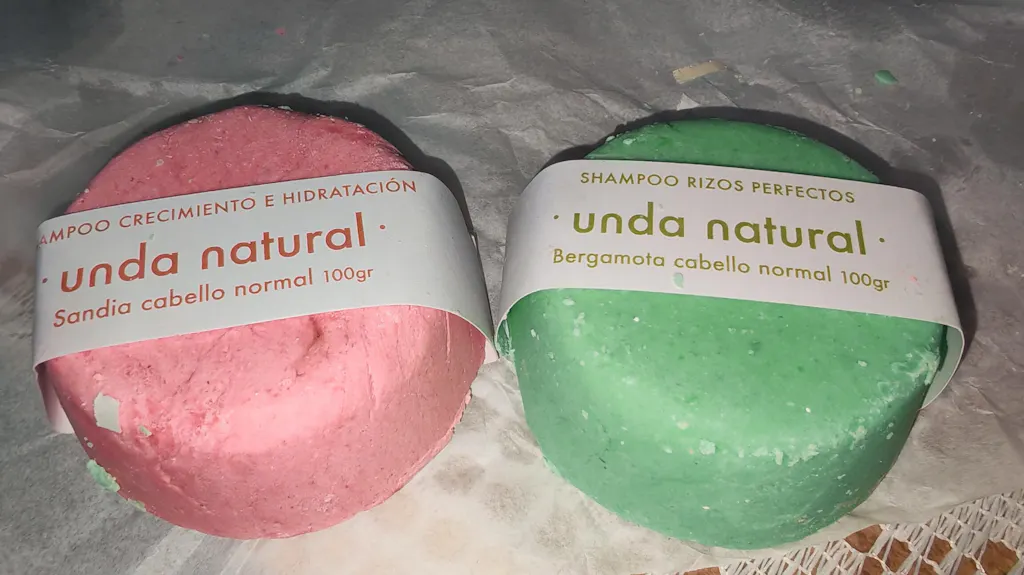 AMPOO CRECIMIENTO E HIDRATACIÓN
· unda natural ·
Sandia cabello normal 100gr
SHAMPOO RIZOS PERFECTOS
· unda natural ·
Bergamota cabello normal 100gr